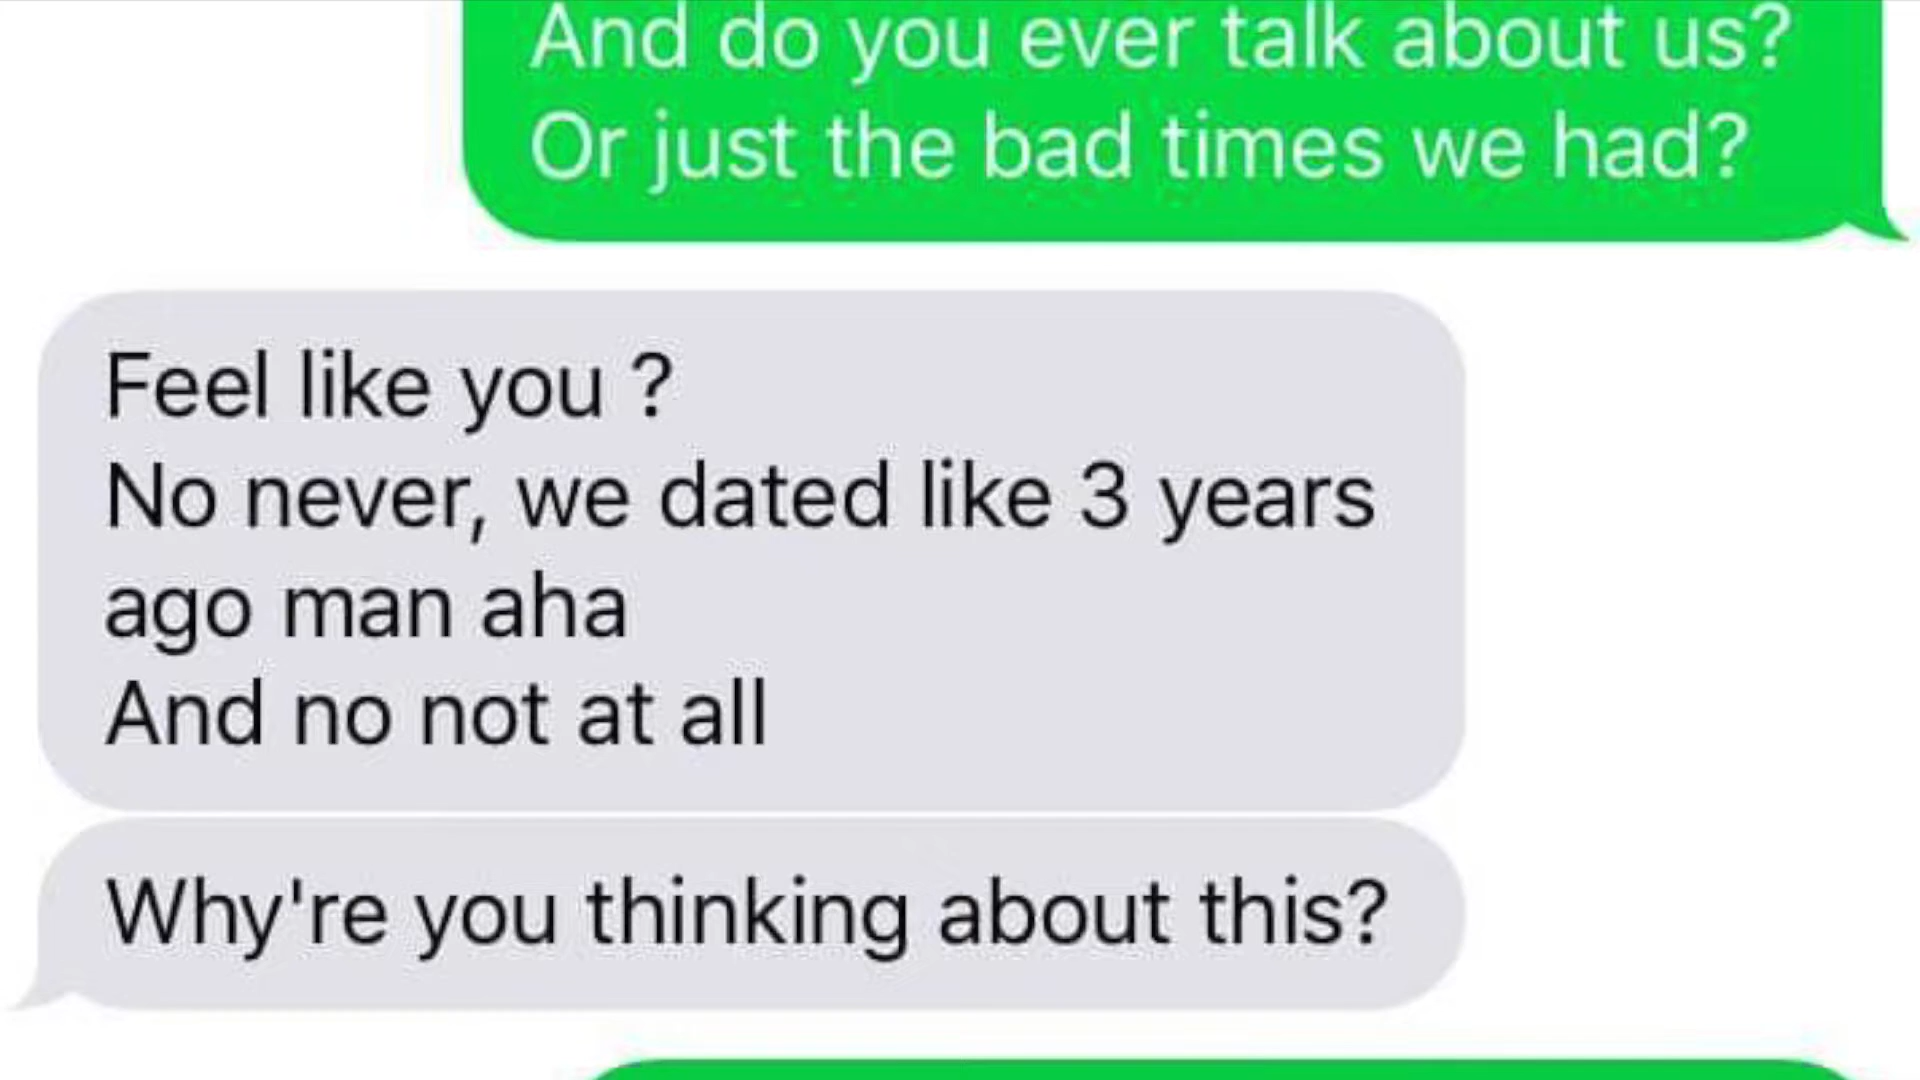 And do you ever talk about us?
Or just the bad times we had?
Feel like you ?
No never, we dated like 3 years
ago man aha
And no not at all
Why're you thinking about this?